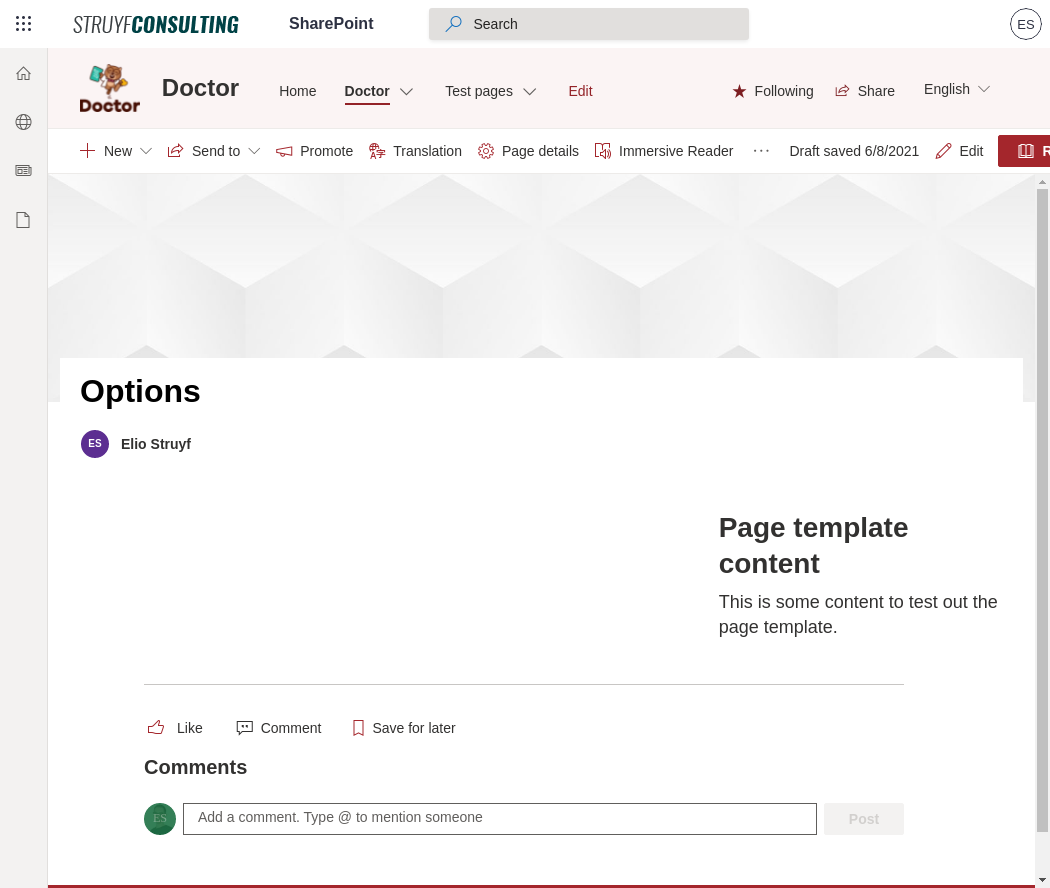 STRUYFCONSULTING SharePoint Search ES
Doctor Doctor Home Doctor Test pages Edit Following Share English
New Send to Promote Translation Page details Immersive Reader ... Draft saved 6/8/2021 Edit R
Options
ES Elio Struyf
Page template
content
This is some content to test out the
page template.
Like Comment Save for later
Comments
ES Add a comment. Type @ to mention someone Post